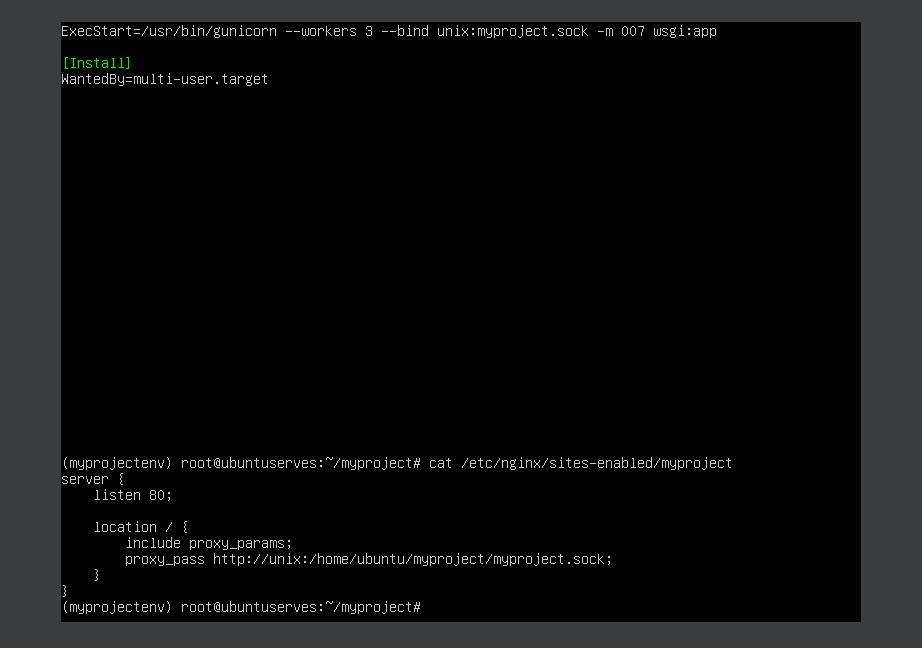 ExecStart=/usr/bin/gunicorn --workers 3 --bind unix:myproject.sock -m 007 wsgi:app
[Install]
WantedBy=multi-user.target
(myprojectenv) root@ubuntuserves:~/myproject# cat /etc/nginx/sites-enabled/myproject
server {
    listen 80;
    location / {
        include proxy_params;
        proxy_pass http://unix:/home/ubuntu/myproject/myproject.sock;
    }
}
(myprojectenv) root@ubuntuserves:~/myproject#